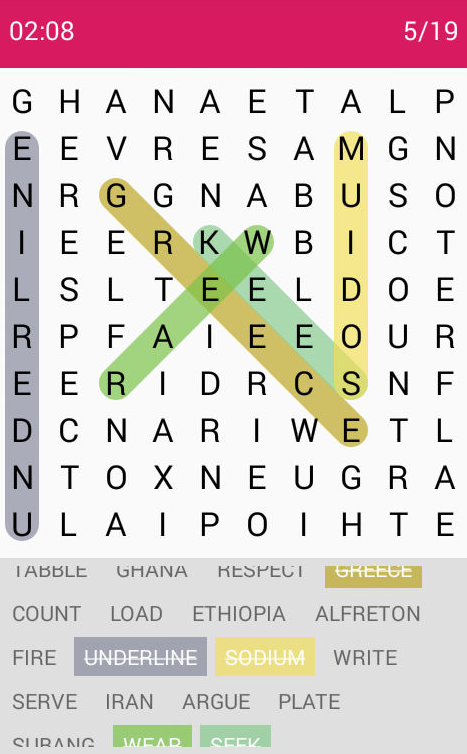 02:08 5/19
G H A N A E T A L P
E E V R E S A M G N
N R G G N A B U S O
I E E R K W B I C T
L S L T E E L D O E
R P F A I E E O U R
E E R I D R C S N F
D C N A R I W E T L
N T O X N E U G R A
U L A I P O I H T E
TABBLE GHANA RESPECT GREECE
COUNT LOAD ETHIOPIA ALFRETON
FIRE UNDERLINE SODIUM WRITE
SERVE IRAN ARGUE PLATE
SUBANG WEAR SEEK